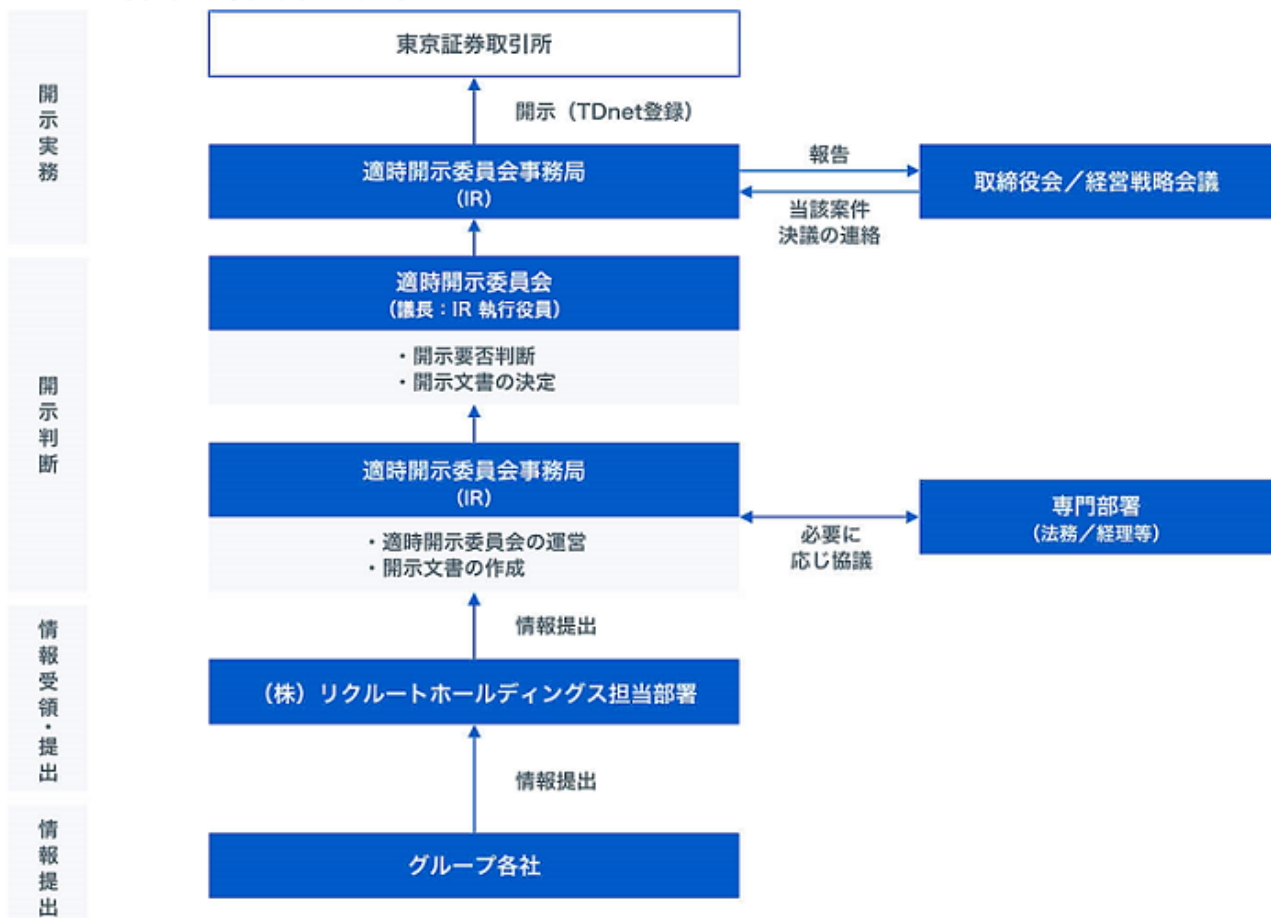 東京証券取引所
開示実務
開示（TDnet登録）
適時開示委員会事務局
（IR）
報告
当該案件
決議の連絡
取締役会／経営戦略会議
開示判断
適時開示委員会
（議長：IR 執行役員）
・開示要否判断
・開示文書の決定
適時開示委員会事務局
（IR）
・適時開示委員会の運営
・開示文書の作成
必要に
応じ協議
専門部署
（法務／経理等）
情報受領・提出
情報提出
（株）リクルートホールディングス担当部署
情報提出
情報提出
グループ各社